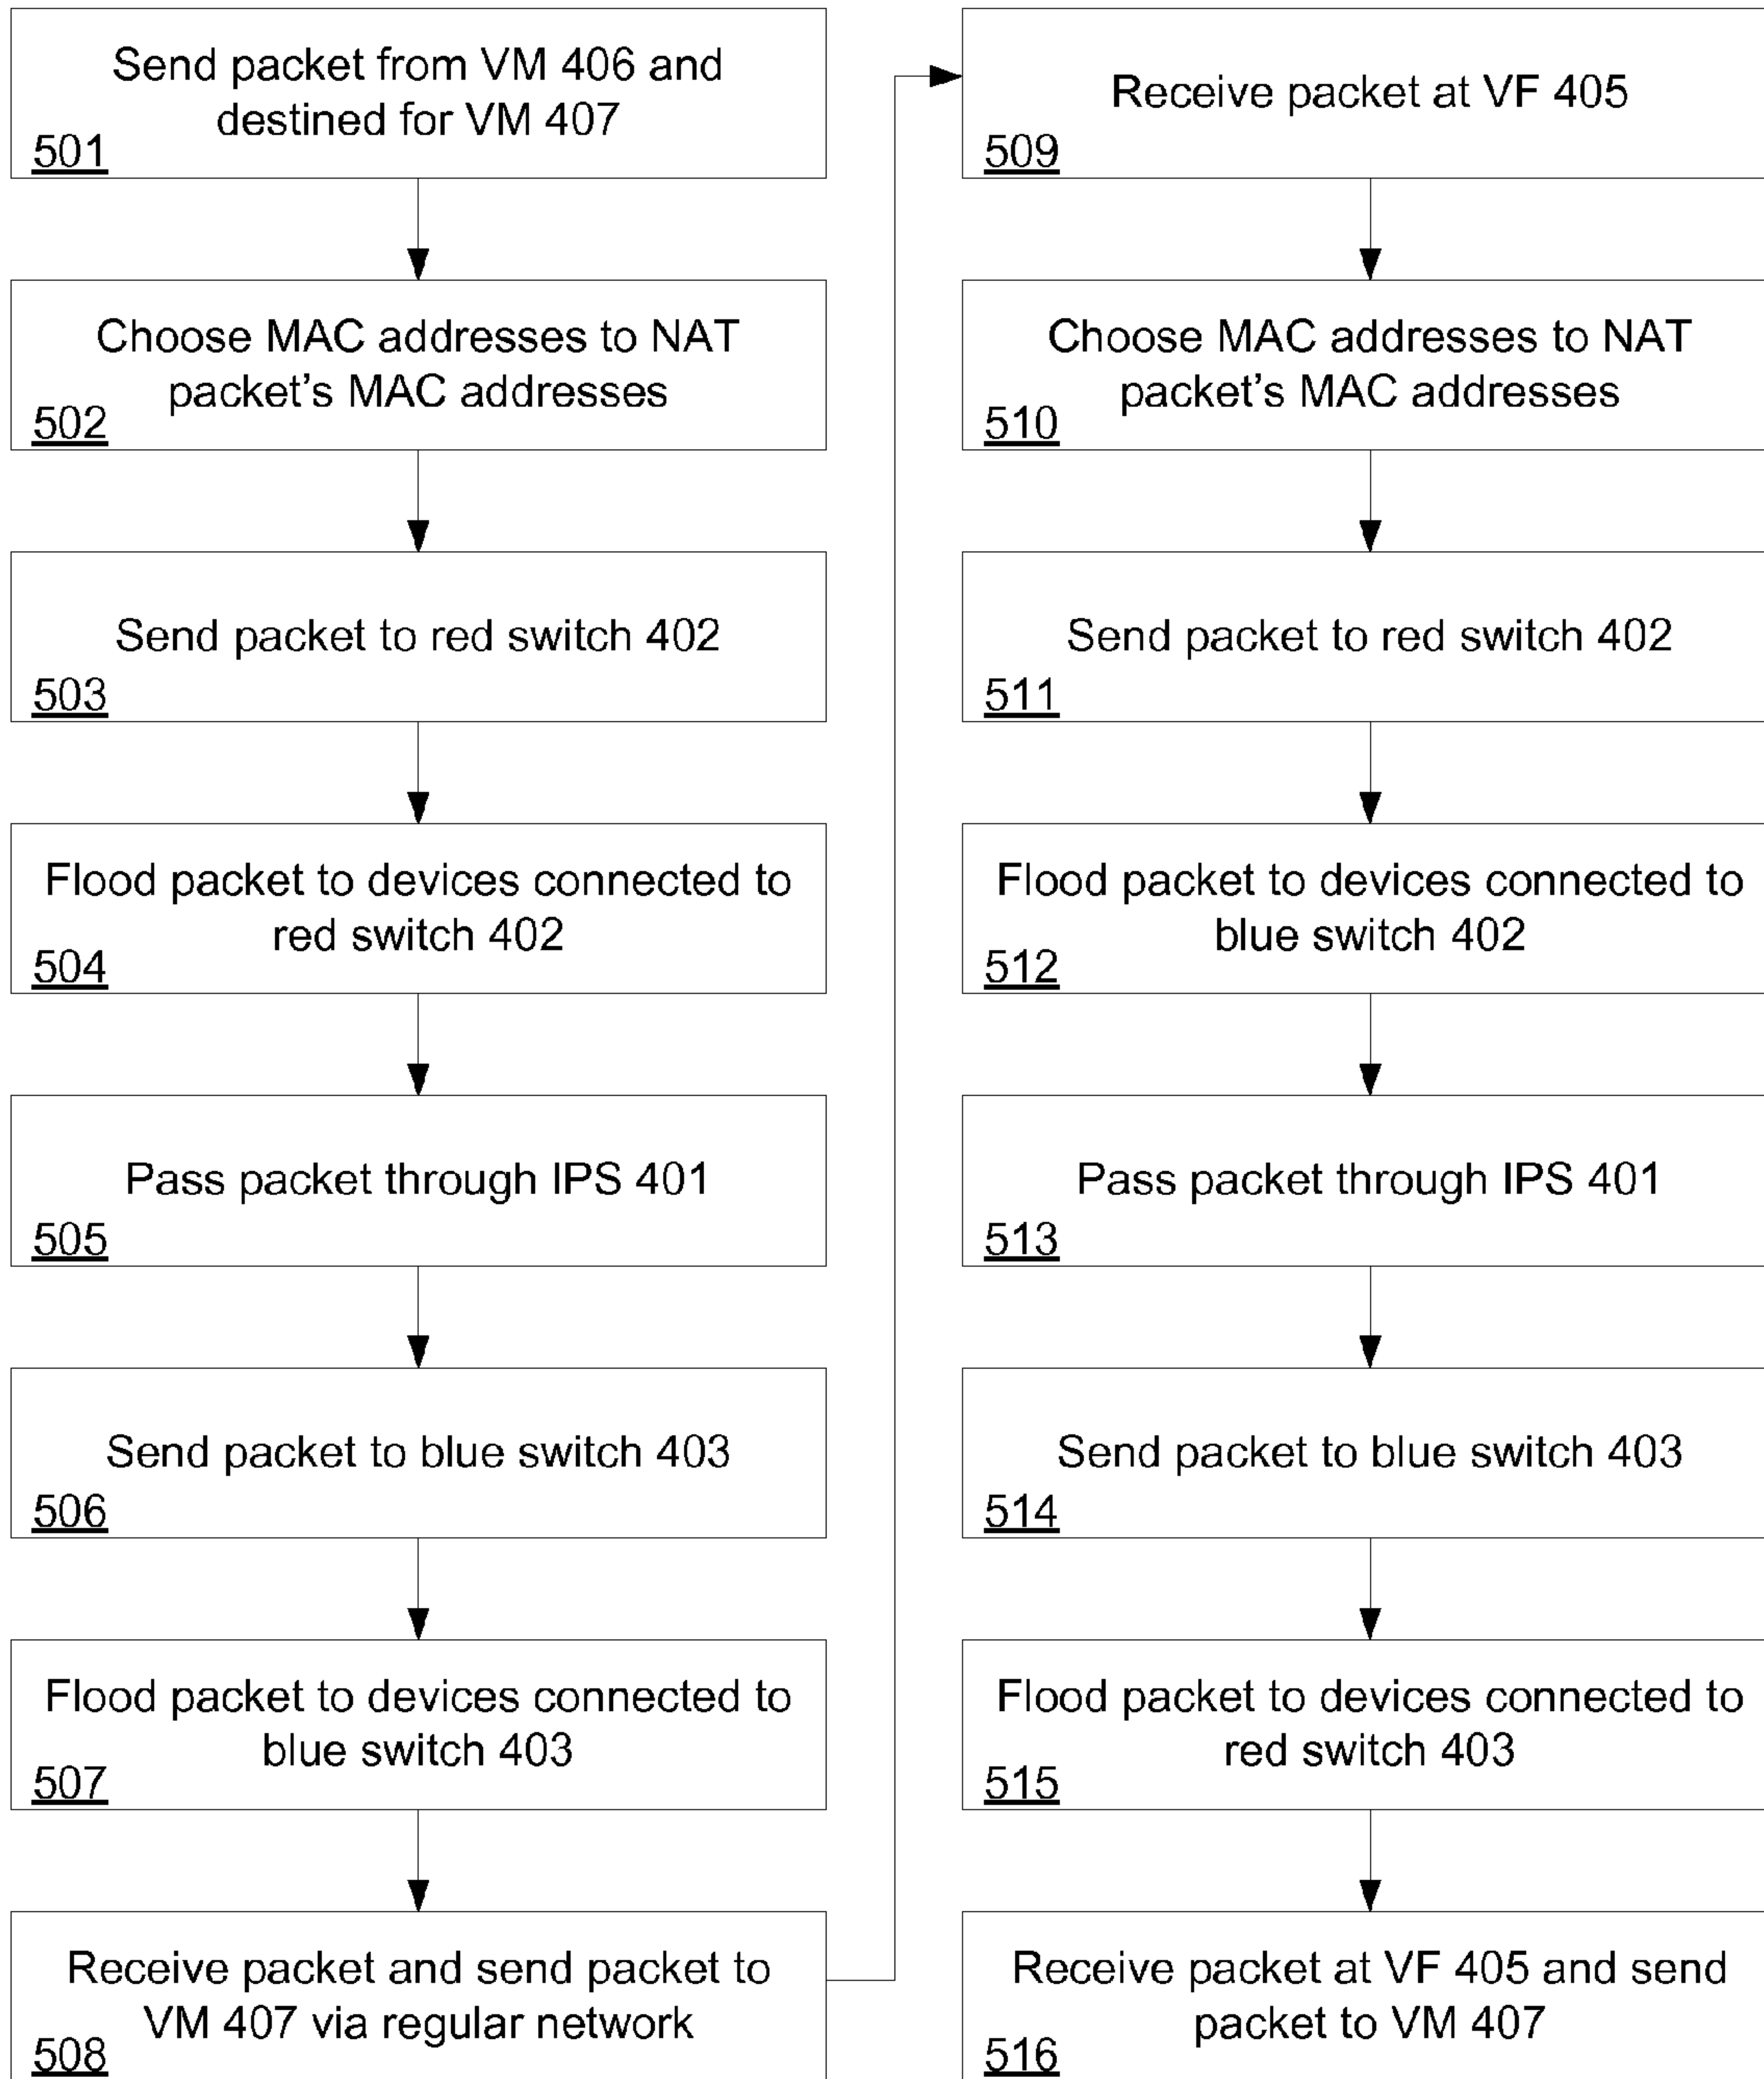 Send packet from VM 406 and
destined for VM 407
501
Choose MAC addresses to NAT
packet's MAC addresses
502
Send packet to red switch 402
503
Flood packet to devices connected to
red switch 402
504
Pass packet through IPS 401
505
Send packet to blue switch 403
506
Flood packet to devices connected to
blue switch 403
507
Receive packet and send packet to
VM 407 via regular network
508
Receive packet at VF 405
509
Choose MAC addresses to NAT
packet's MAC addresses
510
Send packet to red switch 402
511
Flood packet to devices connected to
blue switch 402
512
Pass packet through IPS 401
513
Send packet to blue switch 403
514
Flood packet to devices connected to
red switch 403
515
Receive packet at VF 405 and send
packet to VM 407
516